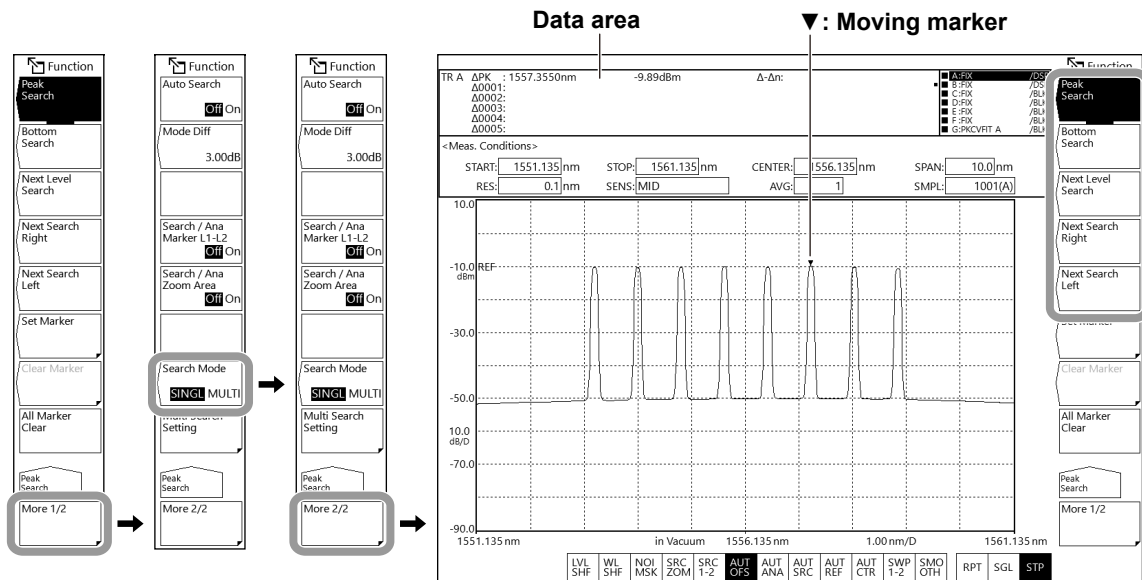 Data area
▼: Moving marker
Function
Peak
Search
Bottom
Search
Next Level
Search
Next Search
Right
Next Search
Left
Set Marker
Clear Marker
All Marker
Clear
Peak
Search
More 1/2
Function
Auto Search
Off On
Mode Diff
3.00dB
Search / Ana
Marker L1-L2
Off On
Search / Ana
Zoom Area
Off On
Search Mode
SINGL MULTI
Multi Search
Setting
Peak
Search
More 2/2
Function
Auto Search
Off On
Mode Diff
3.00dB
Search / Ana
Marker L1-L2
Off On
Search / Ana
Zoom Area
Off On
Search Mode
SINGL MULTI
Multi Search
Setting
Peak
Search
More 2/2
TR A ΔPK : 1557.3550nm -9.89dBm Δ-Δn:
Δ0001:
Δ0002:
Δ0003:
Δ0004:
Δ0005:
A:FIX /DSP
B:FIX /DS
C:FIX /BL
D:FIX /BL
E:FIX /BL
F:FIX /BL
G:PKCVFIT A /BL
<Meas. Conditions>
START: 1551.135 nm STOP: 1561.135 nm CENTER: 1556.135 nm SPAN: 10.0 nm
RES: 0.1 nm SENS: MID AVG: 1 SMPL: 1001(A)
10.0
-10.0 REF
dBm
-30.0
-50.0
10.0
dB/D
-70.0
-90.0
1551.135 nm in Vacuum 1556.135 nm 1.00 nm/D 1561.135 nm
LVL SHF
WL SHF
NOI MSK
SRC ZOM
SRC 1-2
AUT OFS
AUT ANA
AUT SRC
AUT REF
AUT CTR
SWP 1-2
SMO OTH
RPT
SGL
STP
Function
Peak
Search
Bottom
Search
Next Level
Search
Next Search
Right
Next Search
Left
Set Marker
Clear Marker
All Marker
Clear
Peak
Search
More 1/2